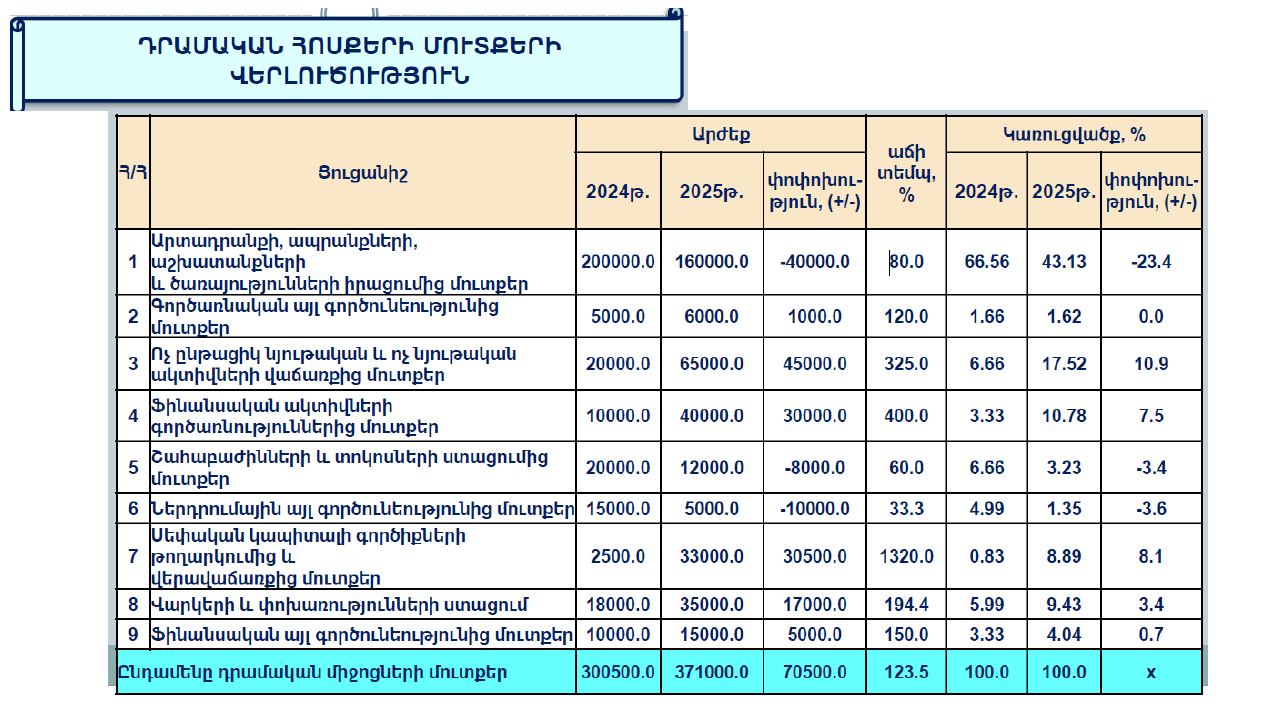 ԴՐԱՄԱԿԱՆ ՀՈՍՔԵՐԻ ՄՈՒՏՔԵՐԻ
ՎԵՐԼՈՒԾՈՒԹՅՈՒՆ
Հ/Հ Ցուցանիշ Արժեք աճի տեմպ, % Կառուցվածք, %
2024թ. 2025թ. փոփոխու-թյուն, (+/-) 2024թ. 2025թ. փոփոխու-թյուն, (+/-)
1 Արտադրանքի, ապրանքների,
աշխատանքների
և ծառայությունների իրացումից մուտքեր 200000.0 160000.0 -40000.0 80.0 66.56 43.13 -23.4
2 Գործառնական այլ գործունեությունից
մուտքեր 5000.0 6000.0 1000.0 120.0 1.66 1.62 0.0
3 Ոչ ընթացիկ նյութական և ոչ նյութական
ակտիվների վաճառքից մուտքեր 20000.0 65000.0 45000.0 325.0 6.66 17.52 10.9
4 Ֆինանսական ակտիվների
գործառնություններից մուտքեր 10000.0 40000.0 30000.0 400.0 3.33 10.78 7.5
5 Շահաբաժինների և տոկոսների ստացումից
մուտքեր 20000.0 12000.0 -8000.0 60.0 6.66 3.23 -3.4
6 Ներդրումային այլ գործունեությունից մուտքեր 15000.0 5000.0 -10000.0 33.3 4.99 1.35 -3.6
7 Սեփական կապիտալի գործիքների
թողարկումից և
վերավաճառքից մուտքեր 2500.0 33000.0 30500.0 1320.0 0.83 8.89 8.1
8 Վարկերի և փոխառությունների ստացում 18000.0 35000.0 17000.0 194.4 5.99 9.43 3.4
9 Ֆինանսական այլ գործունեությունից մուտքեր 10000.0 15000.0 5000.0 150.0 3.33 4.04 0.7
Ընդամենը դրամական միջոցների մուտքեր 300500.0 371000.0 70500.0 123.5 100.0 100.0 x